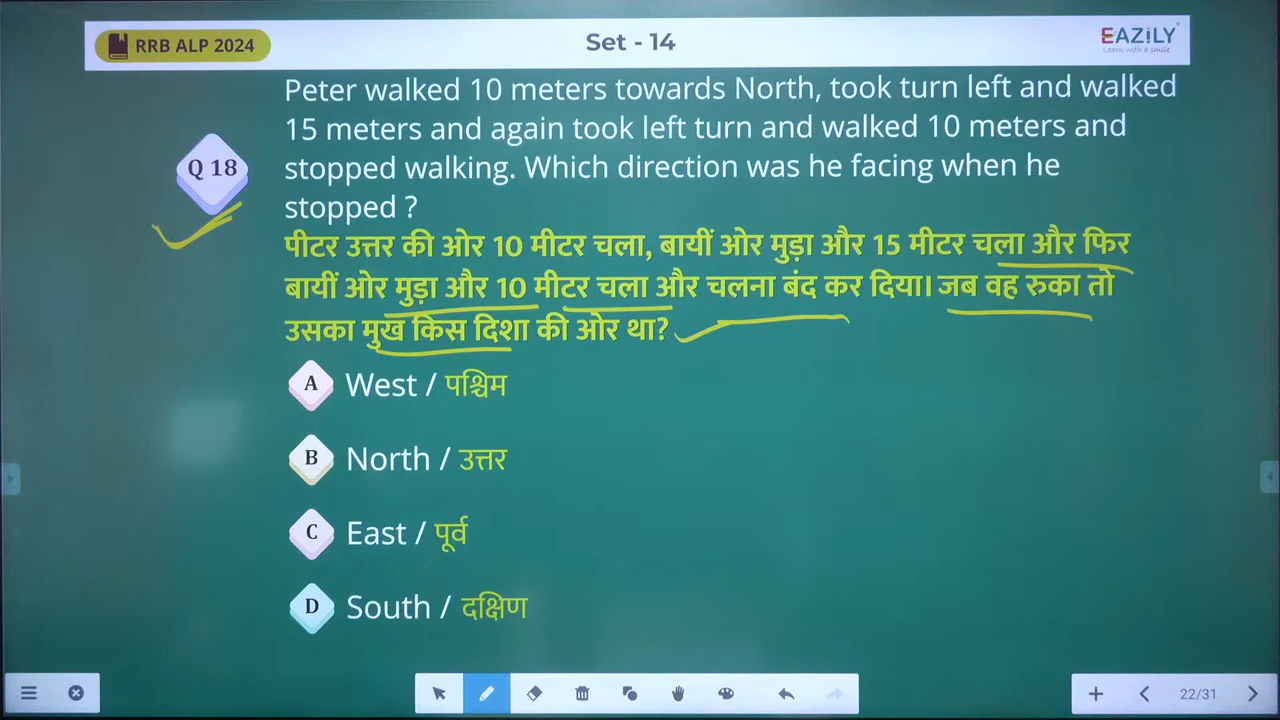 RRB ALP 2024
Set - 14
EAZILY
Learn with a smile
Q 18
Peter walked 10 meters towards North, took turn left and walked
15 meters and again took left turn and walked 10 meters and
stopped walking. Which direction was he facing when he
stopped ?
पीटर उत्तर की ओर 10 मीटर चला, बायीं ओर मुड़ा और 15 मीटर चला और फिर
बायीं ओर मुड़ा और 10 मीटर चला और चलना बंद कर दिया। जब वह रुका तो
उसका मुख किस दिशा की ओर था?
A West / पश्चिम
B North / उत्तर
C East / पूर्व
D South / दक्षिण
22/31